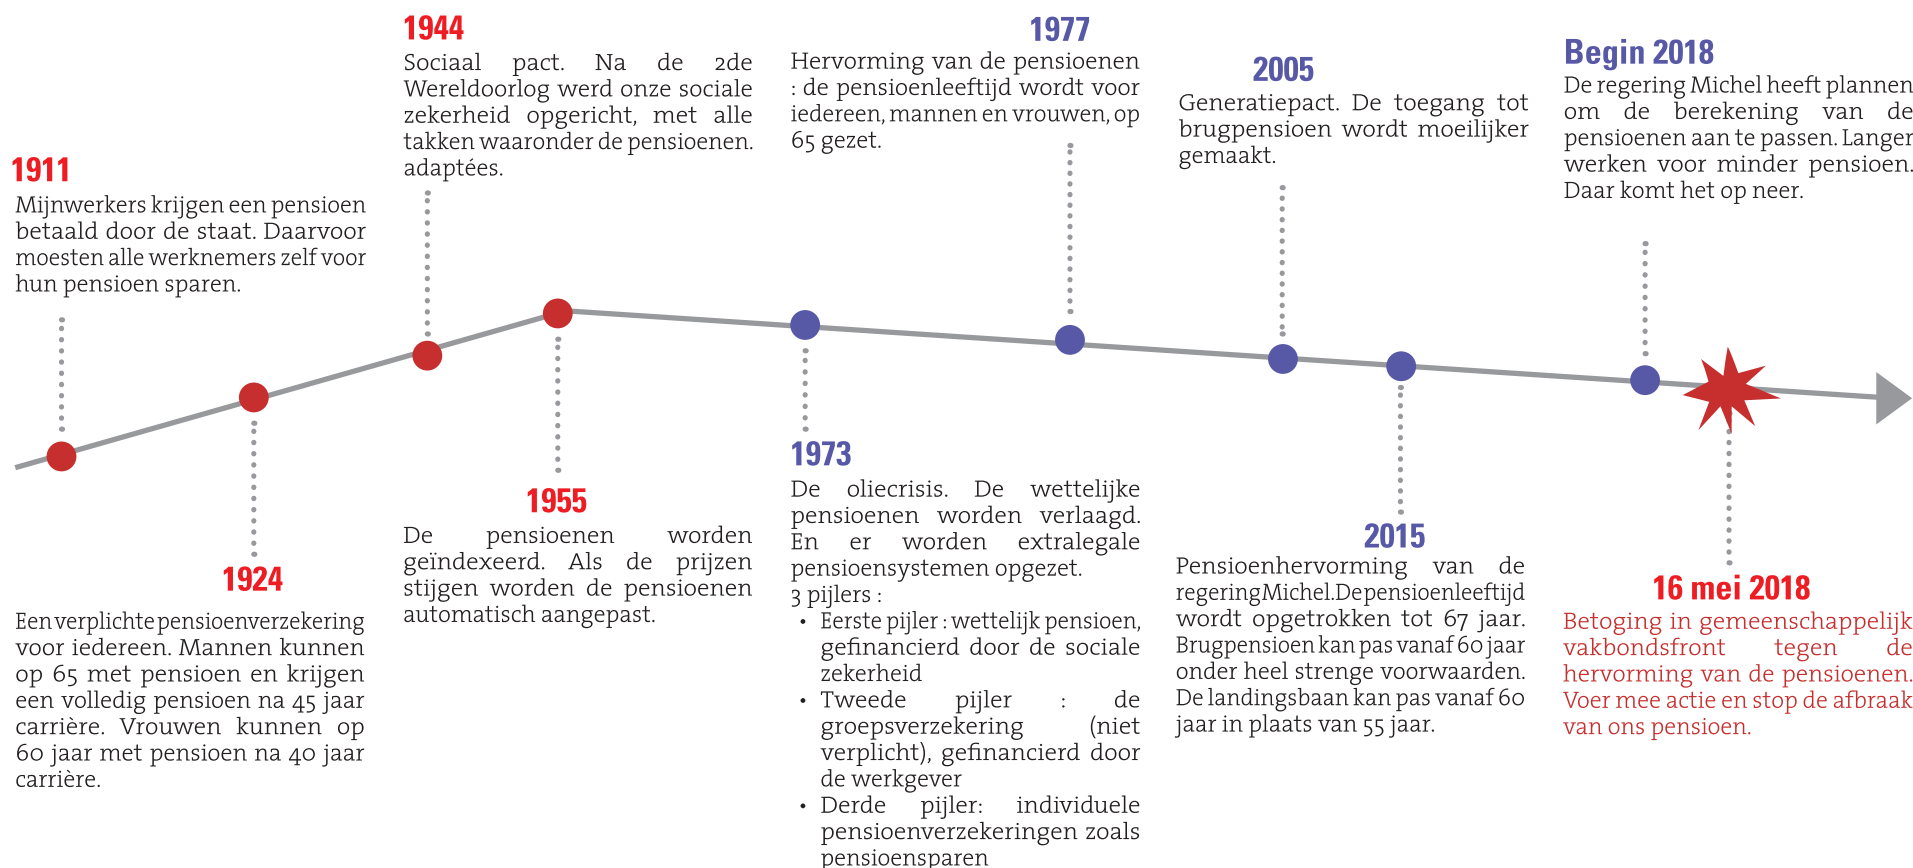 1911
Mijnwerkers krijgen een pensioen
betaald door de staat. Daarvoor
moesten alle werknemers zelf voor
hun pensioen sparen.
1924
Een verplichte pensioenverzekering
voor iedereen. Mannen kunnen
op 65 met pensioen en krijgen
een volledig pensioen na 45 jaar
carrière. Vrouwen kunnen op
60 jaar met pensioen na 40 jaar
carrière.
1944
Sociaal pact. Na de 2de
Wereldoorlog werd onze sociale
zekerheid opgericht, met alle
takken waaronder de pensioenen.
adaptées.
1955
De pensioenen worden
geïndexeerd. Als de prijzen
stijgen worden de pensioenen
automatisch aangepast.
1973
De oliecrisis. De wettelijke
pensioenen worden verlaagd.
En er worden extralegale
pensioensystemen opgezet.
3 pijlers :
• Eerste pijler : wettelijk pensioen,
gefinancierd door de sociale
zekerheid
• Tweede pijler : de
groepsverzekering (niet
verplicht), gefinancierd door
de werkgever
• Derde pijler: individuele
pensioenverzekeringen zoals
pensioensparen
1977
Hervorming van de pensioenen
: de pensioenleeftijd wordt voor
iedereen, mannen en vrouwen, op
65 gezet.
2005
Generatiepact. De toegang tot
brugpensioen wordt moeilijker
gemaakt.
2015
Pensioenhervorming van de
regering Michel. De pensioenleeftijd
wordt opgetrokken tot 67 jaar.
Brugpensioen kan pas vanaf 60 jaar
onder heel strenge voorwaarden.
De landingsbaan kan pas vanaf 60
jaar in plaats van 55 jaar.
Begin 2018
De regering Michel heeft plannen
om de berekening van de
pensioenen aan te passen. Langer
werken voor minder pensioen.
Daar komt het op neer.
16 mei 2018
Betoging in gemeenschappelijk
vakbondsfront tegen de
hervorming van de pensioenen.
Voer mee actie en stop de afbraak
van ons pensioen.